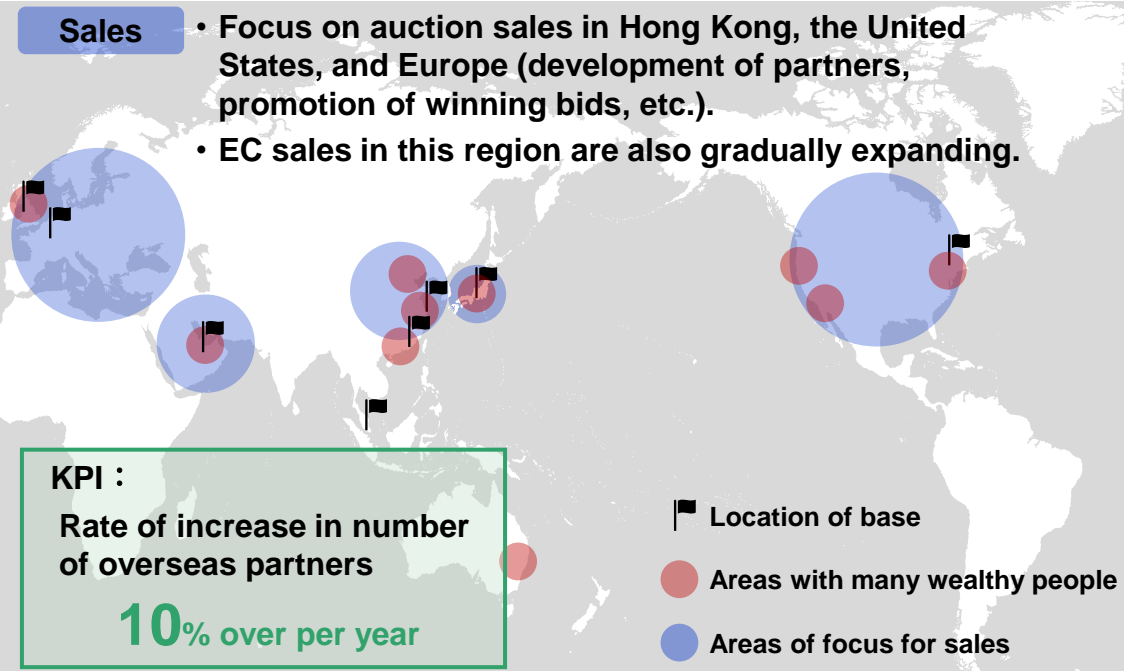 Sales
• Focus on auction sales in Hong Kong, the United
States, and Europe (development of partners,
promotion of winning bids, etc.).
• EC sales in this region are also gradually expanding.
KPI：
Rate of increase in number
of overseas partners
10% over per year
Location of base
Areas with many wealthy people
Areas of focus for sales